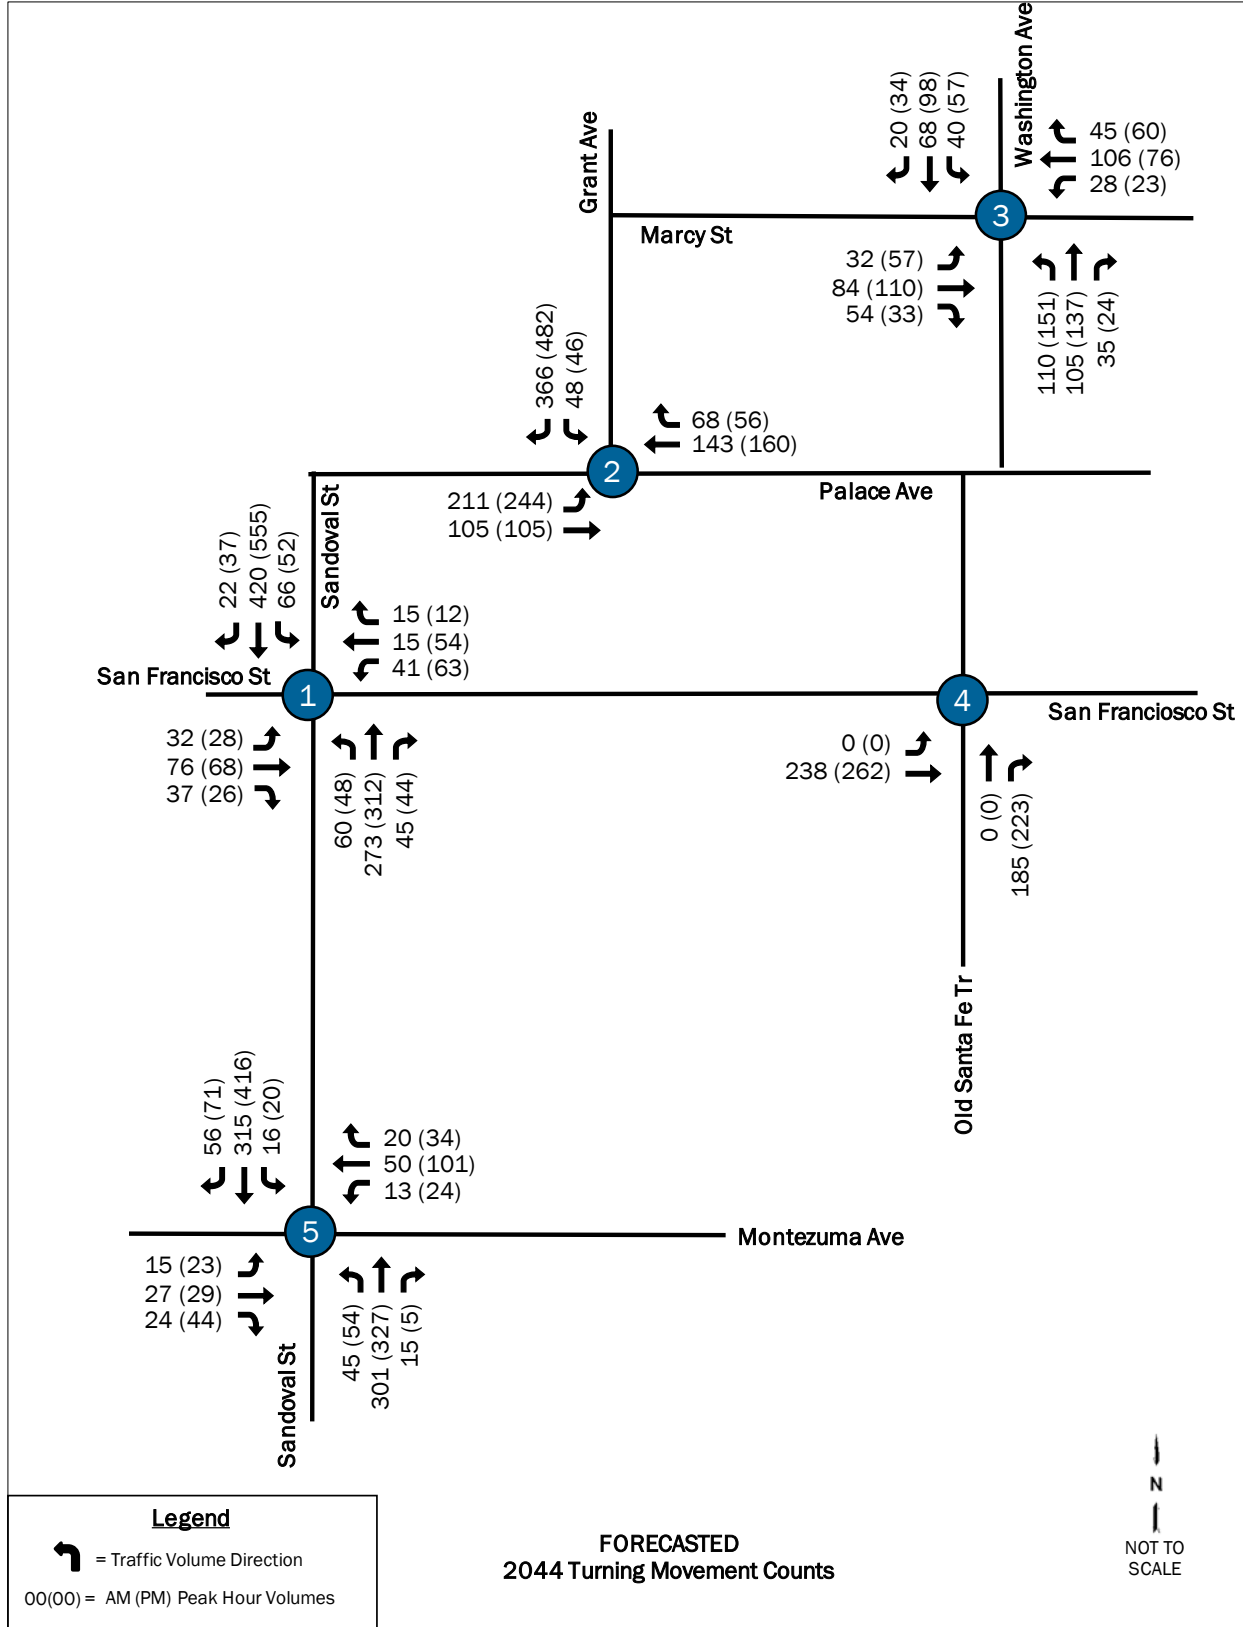 Washington Ave
20 (34)
68 (98)
40 (57)
45 (60)
106 (76)
28 (23)
Grant Ave
3
Marcy St
32 (57)
84 (110)
54 (33)
110 (151)
105 (137)
35 (24)
366 (482)
48 (46)
68 (56)
143 (160)
2
Palace Ave
211 (244)
105 (105)
Sandoval St
22 (37)
420 (555)
66 (52)
15 (12)
15 (54)
41 (63)
San Francisco St
1
4
San Franciosco St
32 (28)
76 (68)
37 (26)
60 (48)
273 (312)
45 (44)
0 (0)
238 (262)
0 (0)
185 (223)
Old Santa Fe Tr
56 (71)
315 (416)
16 (20)
20 (34)
50 (101)
13 (24)
5
Montezuma Ave
15 (23)
27 (29)
24 (44)
45 (54)
301 (327)
15 (5)
Sandoval St
N
NOT TO
SCALE
Legend
= Traffic Volume Direction
00(00) = AM (PM) Peak Hour Volumes
FORECASTED
2044 Turning Movement Counts